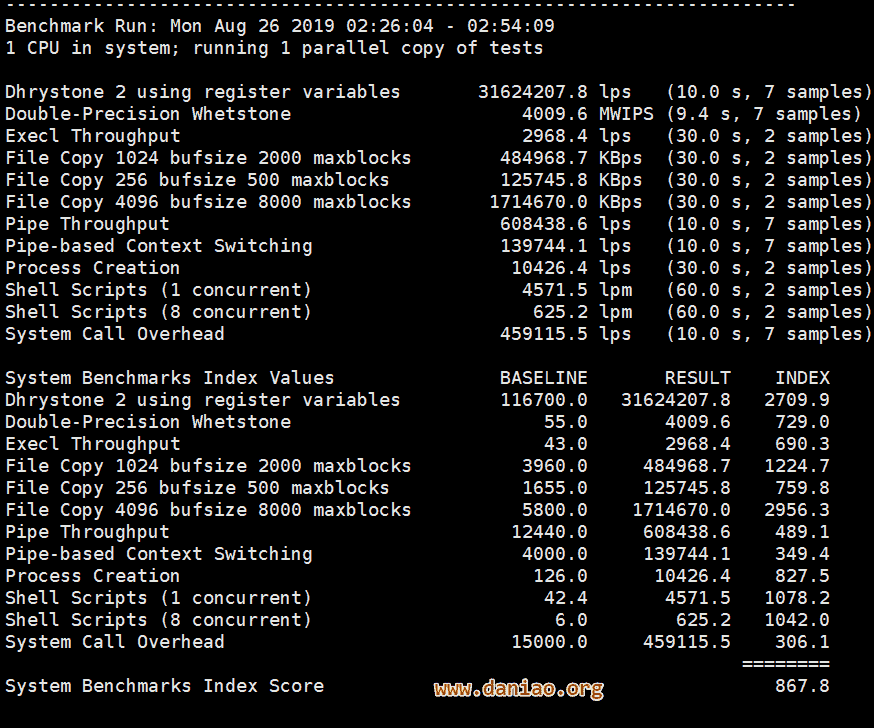 ------------------------------------------------------------------------
Benchmark Run: Mon Aug 26 2019 02:26:04 - 02:54:09
1 CPU in system; running 1 parallel copy of tests

Dhrystone 2 using register variables       31624207.8 lps   (10.0 s, 7 samples)
Double-Precision Whetstone                     4009.6 MWIPS (9.4 s, 7 samples)
Execl Throughput                               2968.4 lps   (30.0 s, 2 samples)
File Copy 1024 bufsize 2000 maxblocks        484968.7 KBps  (30.0 s, 2 samples)
File Copy 256 bufsize 500 maxblocks          125745.8 KBps  (30.0 s, 2 samples)
File Copy 4096 bufsize 8000 maxblocks       1714670.0 KBps  (30.0 s, 2 samples)
Pipe Throughput                              608438.6 lps   (10.0 s, 7 samples)
Pipe-based Context Switching                 139744.1 lps   (10.0 s, 7 samples)
Process Creation                              10426.4 lps   (30.0 s, 2 samples)
Shell Scripts (1 concurrent)                   4571.5 lpm   (60.0 s, 2 samples)
Shell Scripts (8 concurrent)                    625.2 lpm   (60.0 s, 2 samples)
System Call Overhead                         459115.5 lps   (10.0 s, 7 samples)

System Benchmarks Index Values               BASELINE       RESULT    INDEX
Dhrystone 2 using register variables         116700.0   31624207.8   2709.9
Double-Precision Whetstone                       55.0       4009.6    729.0
Execl Throughput                                 43.0       2968.4    690.3
File Copy 1024 bufsize 2000 maxblocks          3960.0     484968.7   1224.7
File Copy 256 bufsize 500 maxblocks            1655.0     125745.8    759.8
File Copy 4096 bufsize 8000 maxblocks          5800.0    1714670.0   2956.3
Pipe Throughput                               12440.0     608438.6    489.1
Pipe-based Context Switching                   4000.0     139744.1    349.4
Process Creation                                126.0      10426.4    827.5
Shell Scripts (1 concurrent)                     42.4       4571.5   1078.2
Shell Scripts (8 concurrent)                      6.0        625.2   1042.0
System Call Overhead                          15000.0     459115.5    306.1
                                                                   ========
System Benchmarks Index Score          www.daniao.org                 867.8